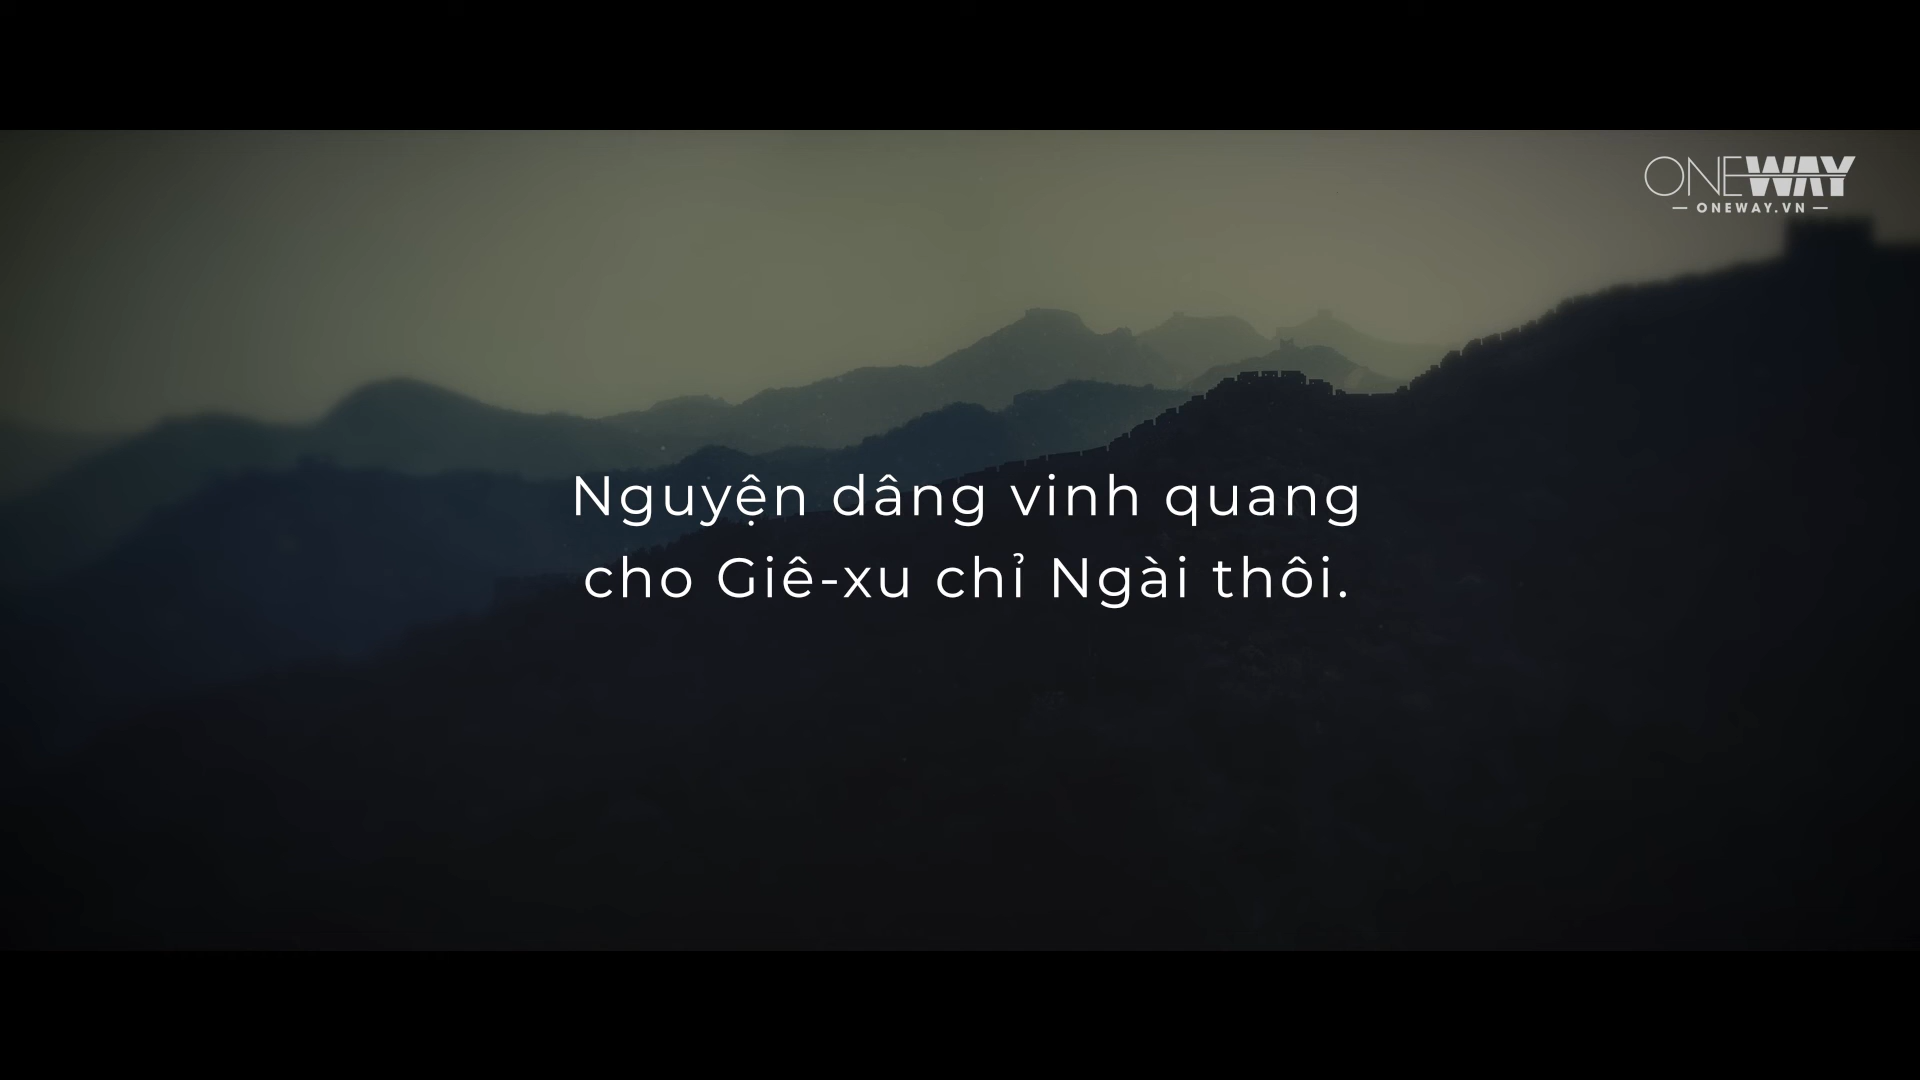 ONEWAY
ONEWAY.VN
Nguyện dâng vinh quang
cho Giê-xu chỉ Ngài thôi.